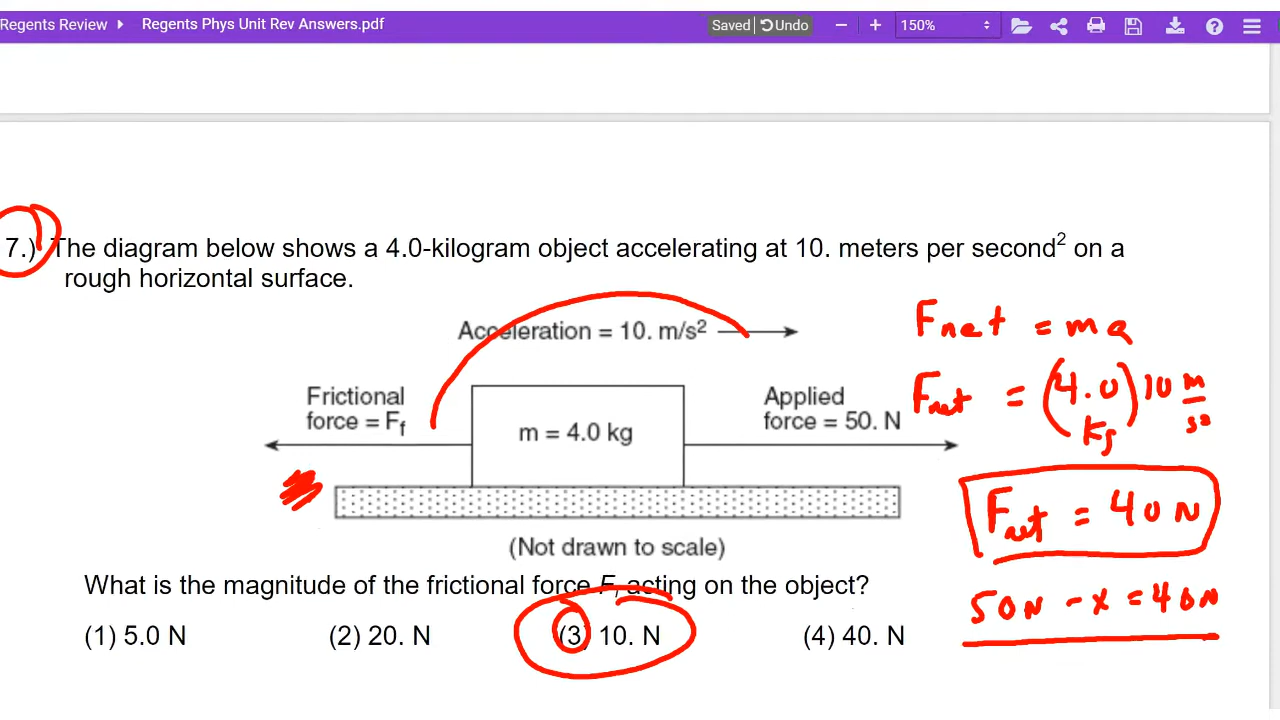 Regents Review Regents Phys Unit Rev Answers.pdf Saved Undo 150%
7.) The diagram below shows a 4.0-kilogram object accelerating at 10. meters per second² on a
rough horizontal surface.
Acceleration = 10. m/s²
Frictional
force = Ff
m = 4.0 kg
Applied
force = 50. N
(Not drawn to scale)
What is the magnitude of the frictional force Ff acting on the object?
(1) 5.0 N (2) 20. N (3) 10. N (4) 40. N
Fnet = ma
Fnet = (4.0 kg) 10 m/s²
Fnet = 40 N
50N - x = 40N